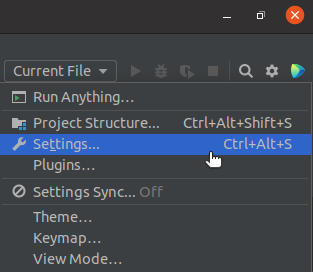 Current File
Run Anything...
Project Structure... Ctrl+Alt+Shift+S
Settings... Ctrl+Alt+S
Plugins...
Settings Sync... Off
Theme...
Keymap...
View Mode...